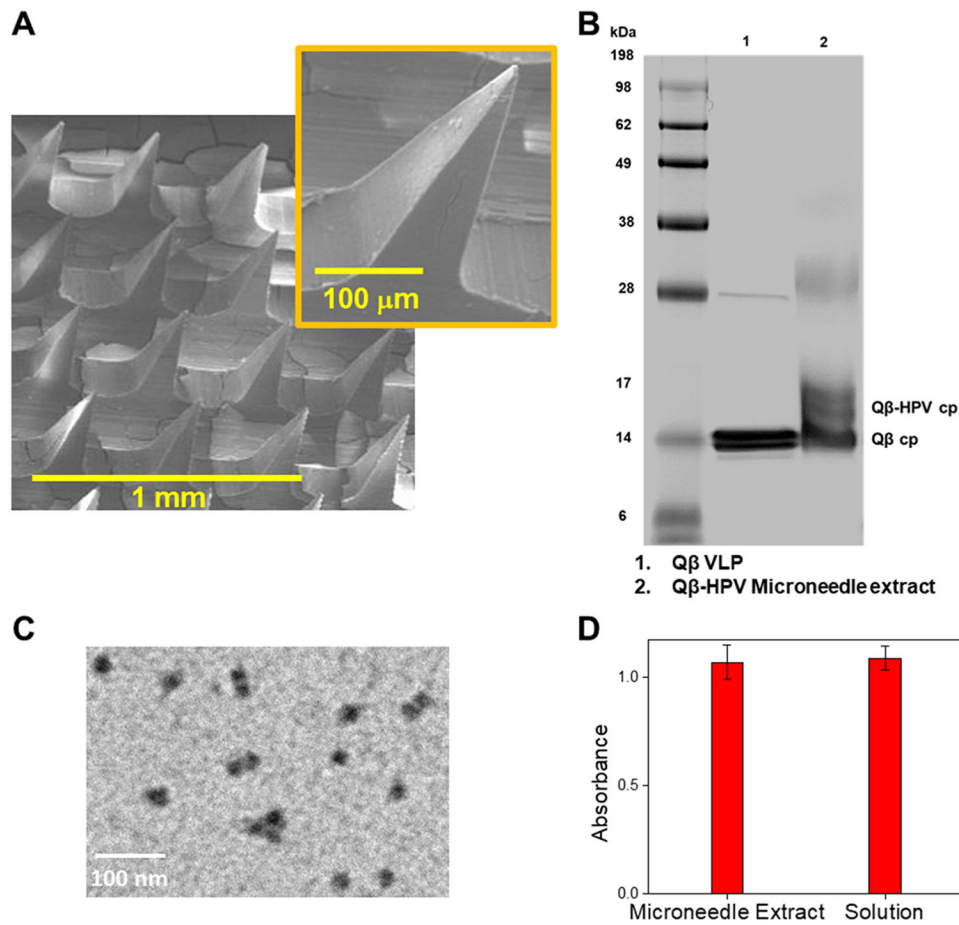 A
100 μm
1 mm
B
kDa
1 2
198
98
62
49
38
28
17
14
6
Qβ-HPV cp
Qβ cp
1. Qβ VLP
2. Qβ-HPV Microneedle extract
C
100 nm
D
1.0
0.5
0.0
Absorbance
Microneedle Extract Solution